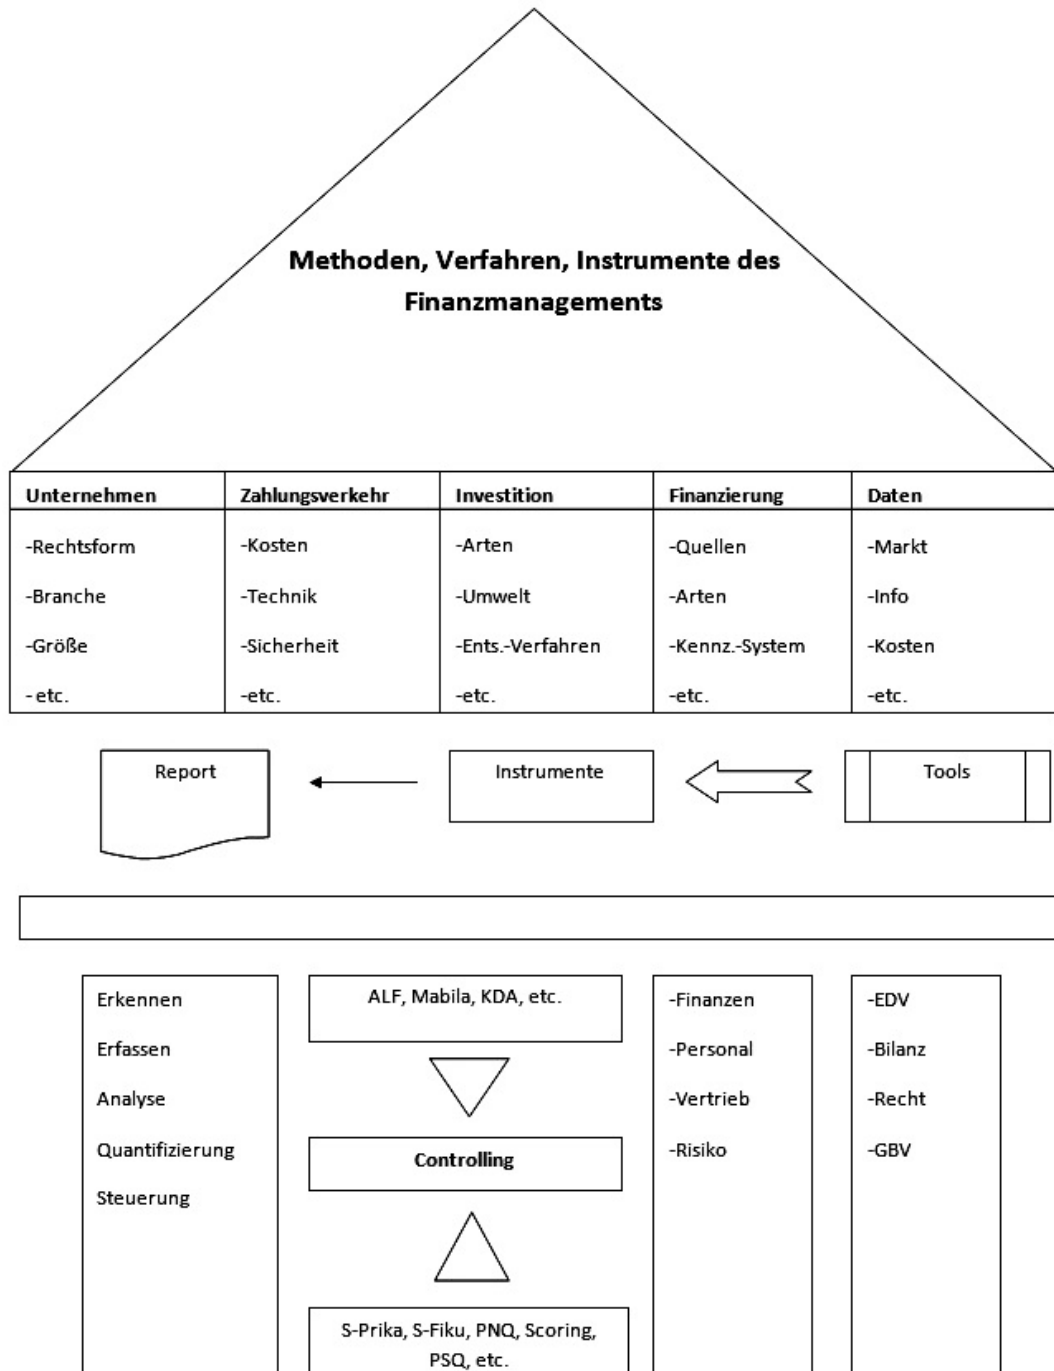 Methoden, Verfahren, Instrumente des
Finanzmanagements
Unternehmen
-Rechtsform
-Branche
-Größe
- etc.
Zahlungsverkehr
-Kosten
-Technik
-Sicherheit
-etc.
Investition
-Arten
-Umwelt
-Ents.-Verfahren
-etc.
Finanzierung
-Quellen
-Arten
-Kennz.-System
-etc.
Daten
-Markt
-Info
-Kosten
-etc.
Report
Instrumente
Tools
Erkennen
Erfassen
Analyse
Quantifizierung
Steuerung
ALF, Mabila, KDA, etc.
Controlling
S-Prika, S-Fiku, PNQ, Scoring,
PSQ, etc.
-Finanzen
-Personal
-Vertrieb
-Risiko
-EDV
-Bilanz
-Recht
-GBV